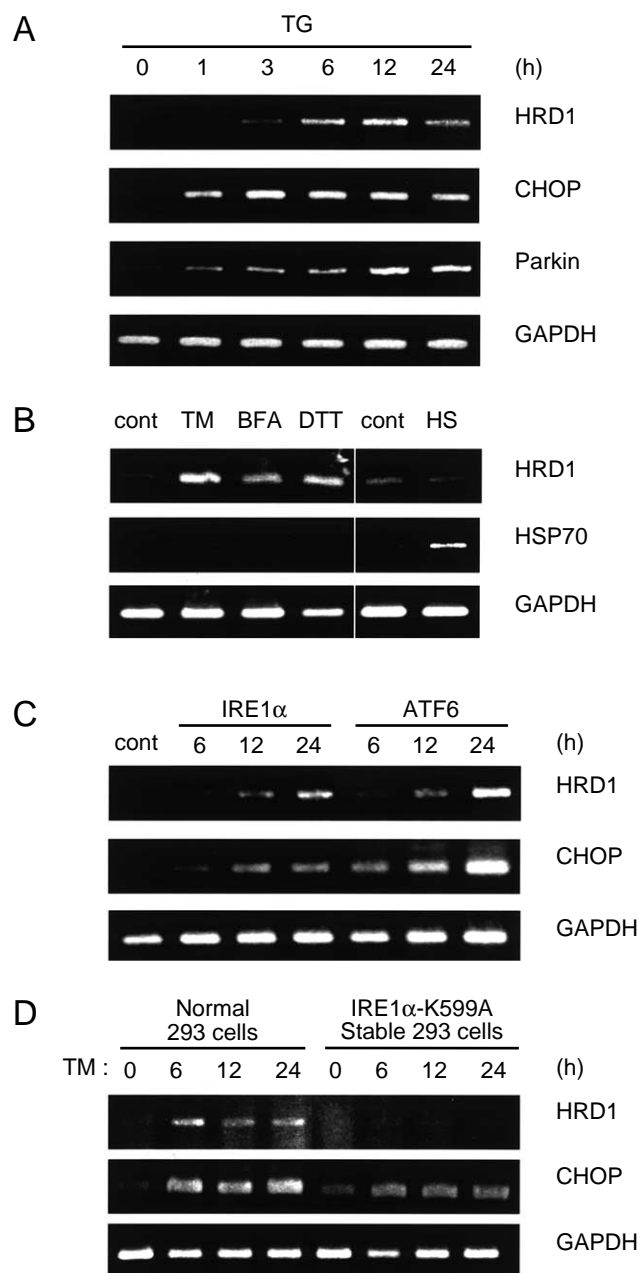 A
TG
0 1 3 6 12 24 (h)
HRD1
CHOP
Parkin
GAPDH
B
cont TM BFA DTT cont HS
HRD1
HSP70
GAPDH
C
IRE1α ATF6
cont 6 12 24 6 12 24 (h)
HRD1
CHOP
GAPDH
D
Normal IRE1α-K599A
293 cells Stable 293 cells
TM : 0 6 12 24 0 6 12 24 (h)
HRD1
CHOP
GAPDH